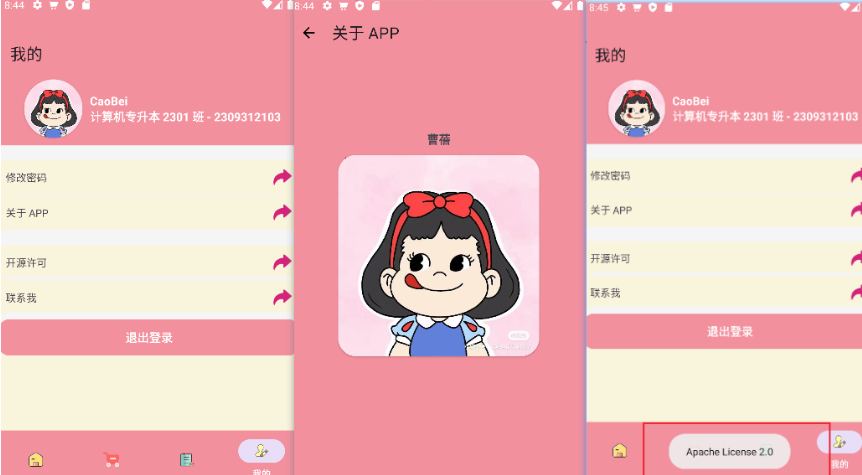 8:44
我的
CaoBei
计算机专升本 2301 班 - 2309312103
修改密码
关于 APP
开源许可
联系我
退出登录
我的
8:44
关于 APP
曹蓓
8:45
我的
CaoBei
计算机专升本 2301 班 - 2309312103
修改密码
关于 APP
开源许可
联系我
退出登录
Apache License 2.0
我的